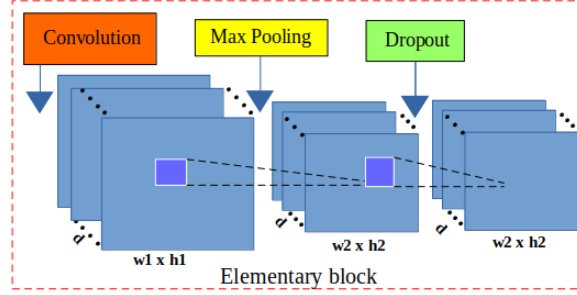 Convolution
Max Pooling
Dropout
d
d
d
w1 x h1
w2 x h2
w2 x h2
Elementary block